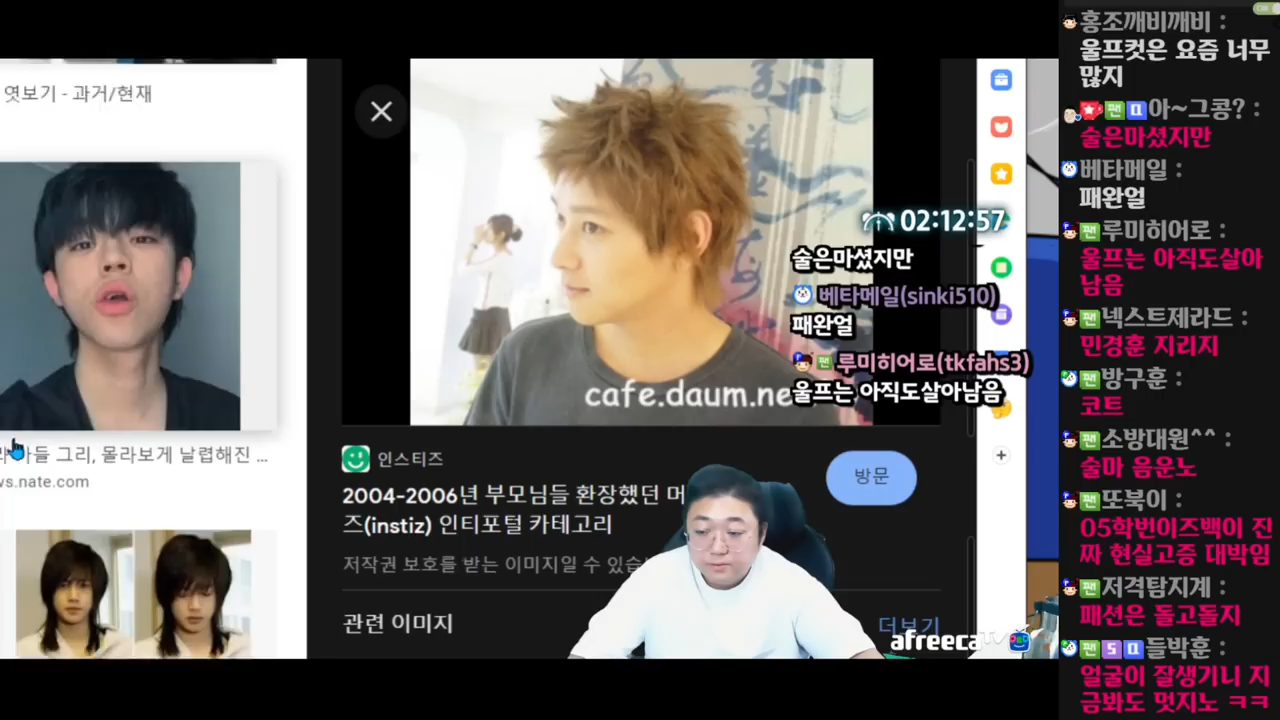 엿보기 - 과거/현재
아들 그리, 몰라보게 날렵해진 ...
vs.nate.com
cafe.daum.ne
인스티즈
방문
2004-2006년 부모님들 환장했던 머
즈(instiz) 인티포털 카테고리
저작권 보호를 받는 이미지일 수 있습
관련 이미지
더보기
02:12:57
술은마셨지만
베타메일(sinki510)
패완얼
팬 루미히어로(tkfahs3)
울프는 아직도살아남음
afreecaTV
홍조깨비깨비 :
울프컷은 요즘 너무
많지
팬 아~그콩? :
술은마셨지만
베타메일 :
패완얼
팬 루미히어로 :
울프는 아직도살아
남음
팬 넥스트제라드 :
민경훈 지리지
팬 방구훈 :
코트
팬 소방대원^^ :
술마 음운노
팬 또북이 :
05학번이즈백이 진
짜 현실고증 대박임
팬 저격탐지계 :
패션은 돌고돌지
팬 S 들박훈 :
얼굴이 잘생기니 지
금봐도 멋지노 ㅋㅋ